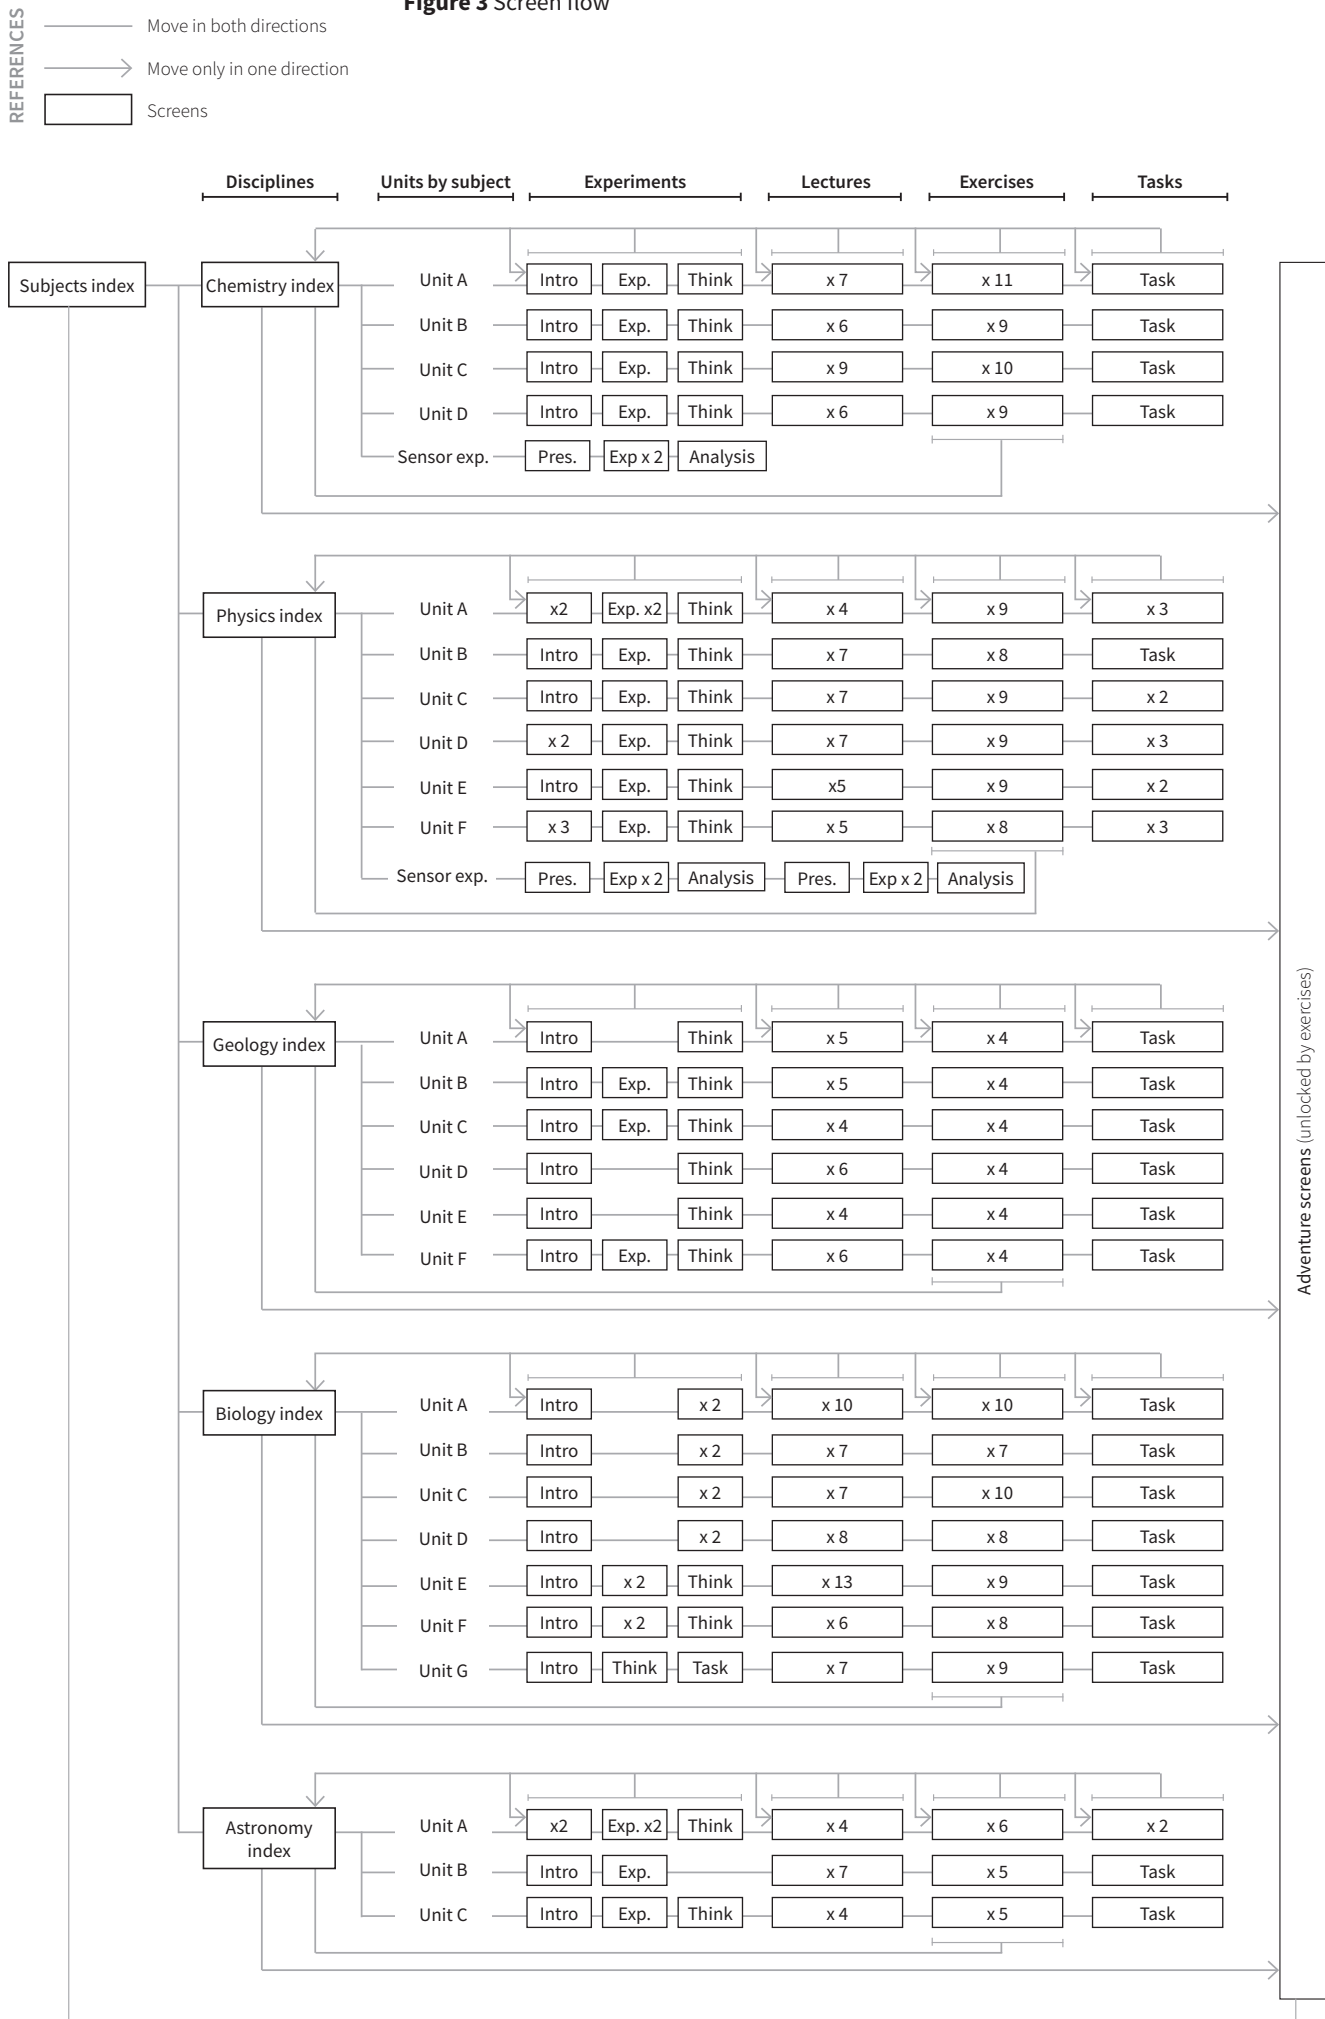 Figure 3 Screen flow
REFERENCES
Move in both directions
Move only in one direction
Screens
Disciplines Units by subject Experiments Lectures Exercises Tasks
Subjects index
Chemistry index
Unit A Intro Exp. Think x 7 x 11 Task
Unit B Intro Exp. Think x 6 x 9 Task
Unit C Intro Exp. Think x 9 x 10 Task
Unit D Intro Exp. Think x 6 x 9 Task
Sensor exp. Pres. Exp x 2 Analysis
Physics index
Unit A x2 Exp. x2 Think x 4 x 9 x 3
Unit B Intro Exp. Think x 7 x 8 Task
Unit C Intro Exp. Think x 7 x 9 x 2
Unit D x 2 Exp. Think x 7 x 9 x 3
Unit E Intro Exp. Think x5 x 9 x 2
Unit F x 3 Exp. Think x 5 x 8 x 3
Sensor exp. Pres. Exp x 2 Analysis Pres. Exp x 2 Analysis
Geology index
Unit A Intro Think x 5 x 4 Task
Unit B Intro Exp. Think x 5 x 4 Task
Unit C Intro Exp. Think x 4 x 4 Task
Unit D Intro Think x 6 x 4 Task
Unit E Intro Think x 4 x 4 Task
Unit F Intro Exp. Think x 6 x 4 Task
Biology index
Unit A Intro x 2 x 10 x 10 Task
Unit B Intro x 2 x 7 x 7 Task
Unit C Intro x 2 x 7 x 10 Task
Unit D Intro x 2 x 8 x 8 Task
Unit E Intro x 2 Think x 13 x 9 Task
Unit F Intro x 2 Think x 6 x 8 Task
Unit G Intro Think Task x 7 x 9 Task
Astronomy
index
Unit A x2 Exp. x2 Think x 4 x 6 x 2
Unit B Intro Exp. x 7 x 5 Task
Unit C Intro Exp. Think x 4 x 5 Task
Adventure screens (unlocked by exercises)